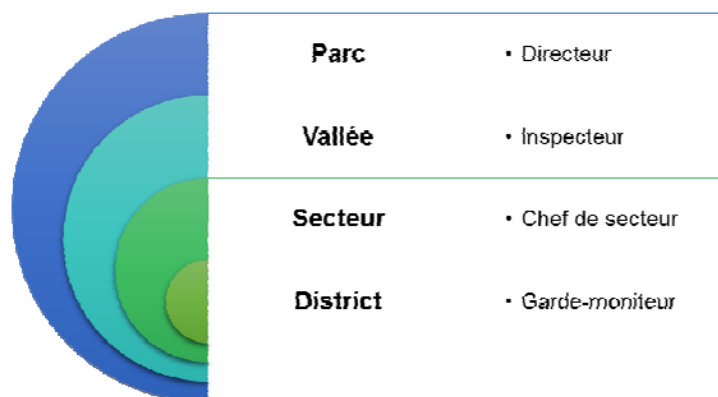 Parc • Directeur
Vallée • Inspecteur
Secteur • Chef de secteur
District • Garde-moniteur